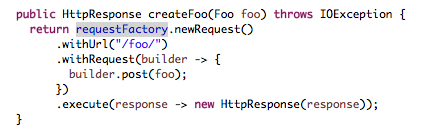 public HttpResponse createFoo(Foo foo) throws IOException {
  return requestFactory.newRequest()
    .withUrl("/foo/")
    .withRequest(builder -> {
      builder.post(foo);
    })
    .execute(response -> new HttpResponse(response));
}